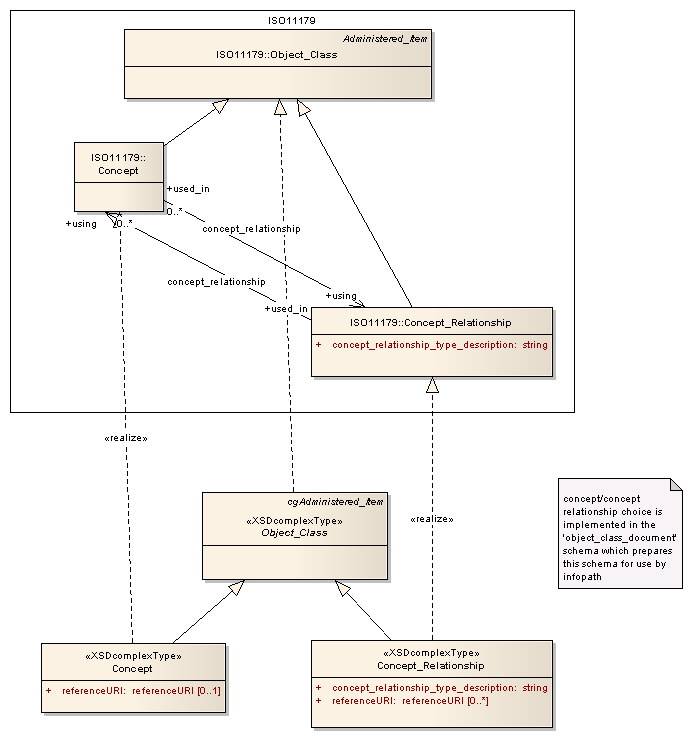 ISO11179
Administered_Item
ISO11179::Object_Class
ISO11179::
Concept
+used_in
0..*
+using
0..*
concept_relationship
concept_relationship
+using
+used_in
ISO11179::Concept_Relationship
+ concept_relationship_type_description: string
«realize»
cgAdministered_Item
«XSDcomplexType»
Object_Class
«realize»
concept/concept
relationship choice is
implemented in the
'object_class_document'
schema which prepares
this schema for use by
infopath
«XSDcomplexType»
Concept
+ referenceURI: referenceURI [0..1]
«XSDcomplexType»
Concept_Relationship
+ concept_relationship_type_description: string
+ referenceURI: referenceURI [0..*]